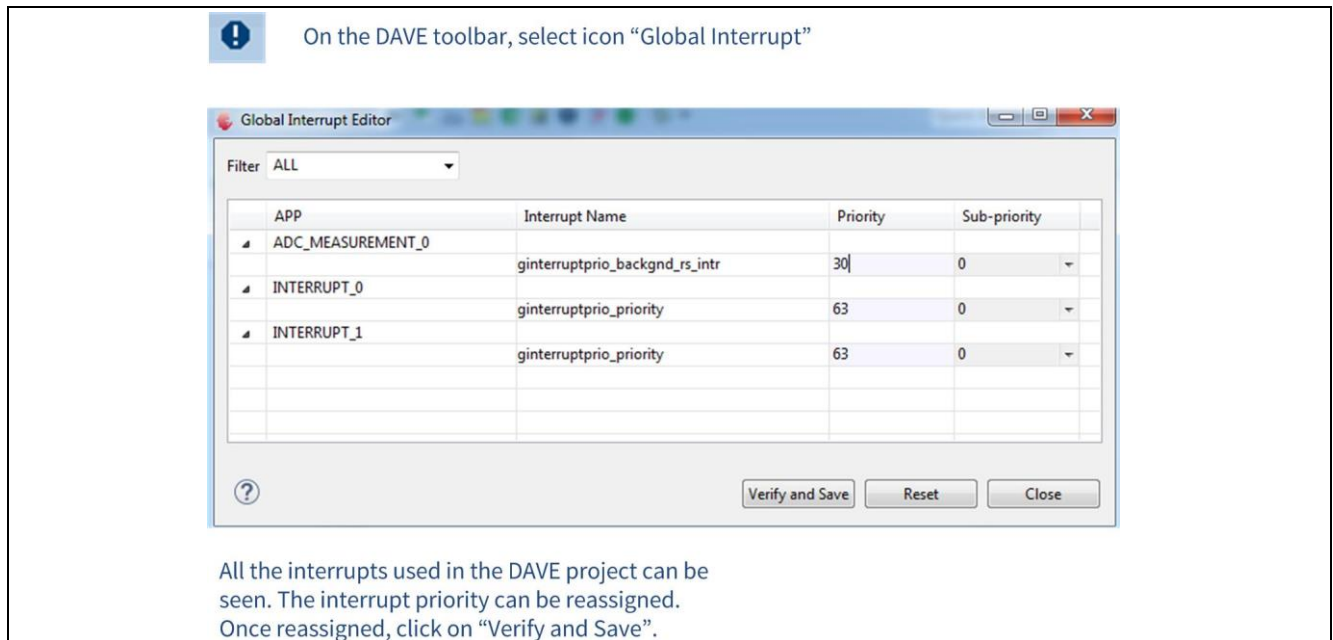 On the DAVE toolbar, select icon “Global Interrupt”
Global Interrupt Editor
Filter ALL
APP Interrupt Name Priority Sub-priority
ADC_MEASUREMENT_0
ginterruptprio_backgnd_rs_intr 30 0
INTERRUPT_0
ginterruptprio_priority 63 0
INTERRUPT_1
ginterruptprio_priority 63 0
Verify and Save Reset Close
All the interrupts used in the DAVE project can be
seen. The interrupt priority can be reassigned.
Once reassigned, click on “Verify and Save”.